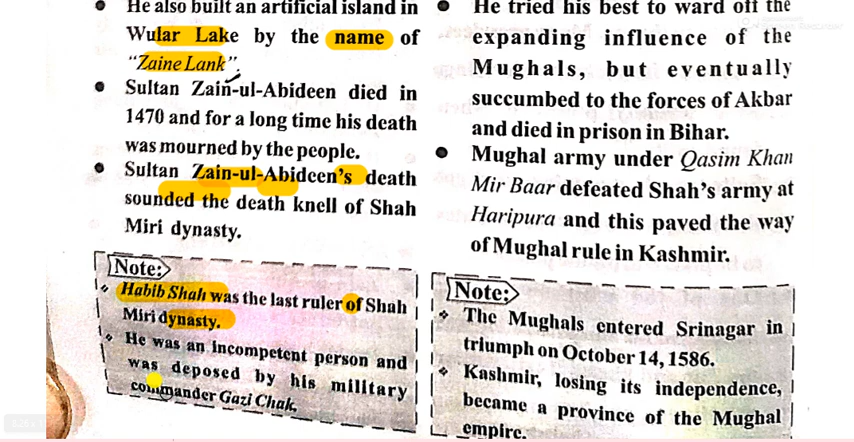 He also built an artificial island in
Wular Lake by the name of
“Zaine Lank”.
Sultan Zain-ul-Abideen died in
1470 and for a long time his death
was mourned by the people.
Sultan Zain-ul-Abideen’s death
sounded the death knell of Shah
Miri dynasty.
Note:
Habib Shah was the last ruler of Shah
Miri dynasty.
He was an incompetent person and
was deposed by his military
commander Gazi Chak.
He tried his best to ward off the
expanding influence of the
Mughals, but eventually
succumbed to the forces of Akbar
and died in prison in Bihar.
Mughal army under Qasim Khan
Mir Baar defeated Shah’s army at
Haripura and this paved the way
of Mughal rule in Kashmir.
Note:
The Mughals entered Srinagar in
triumph on October 14, 1586.
Kashmir, losing its independence,
became a province of the Mughal
empire.